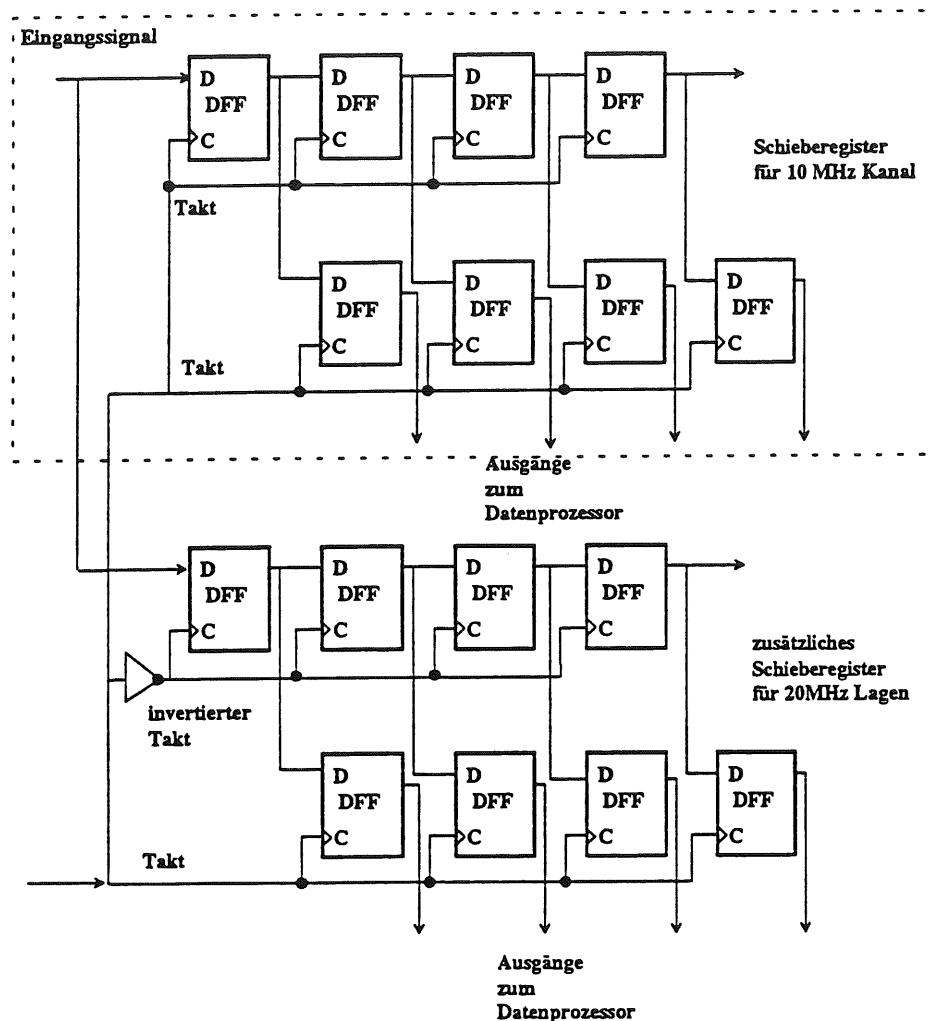 Eingangssignal
D D D D
DFF DFF DFF DFF
C C C C
Schieberegister
für 10 MHz Kanal
Takt
D D D D
DFF DFF DFF DFF
C C C C
Takt
Ausgänge
zum
Datenprozessor
D D D D
DFF DFF DFF DFF
C C C C
zusätzliches
Schieberegister
für 20MHz Lagen
invertierter
Takt
D D D D
DFF DFF DFF DFF
C C C C
Takt
Ausgänge
zum
Datenprozessor